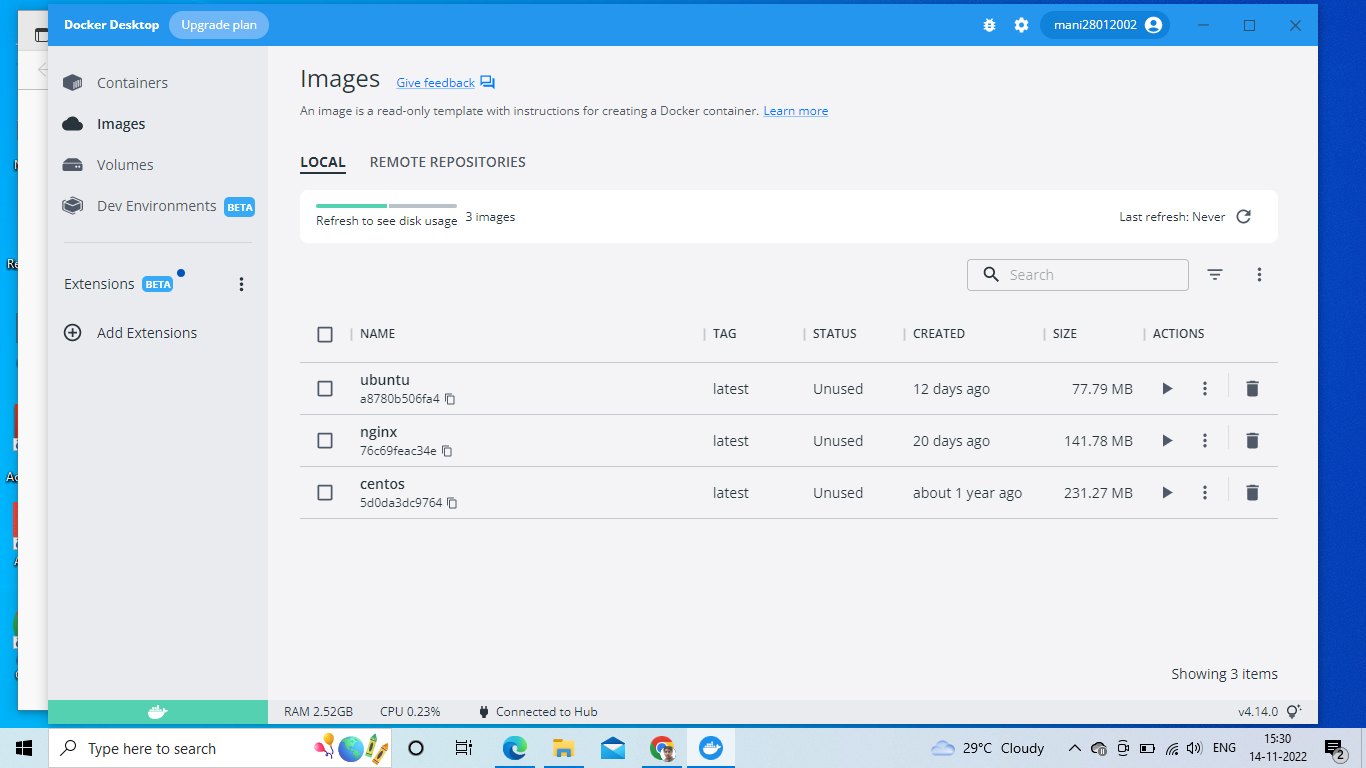 Docker Desktop Upgrade plan mani28012002
Containers
Images
Volumes
Dev Environments BETA
Extensions BETA
Add Extensions
Images Give feedback
An image is a read-only template with instructions for creating a Docker container. Learn more
LOCAL REMOTE REPOSITORIES
Refresh to see disk usage 3 images Last refresh: Never
Search
NAME TAG STATUS CREATED SIZE ACTIONS
ubuntu latest Unused 12 days ago 77.79 MB
a8780b506fa4
nginx latest Unused 20 days ago 141.78 MB
76c69feac34e
centos latest Unused about 1 year ago 231.27 MB
5d0da3dc9764
Showing 3 items
RAM 2.52GB CPU 0.23% Connected to Hub v4.14.0
Type here to search 29°C Cloudy ENG 15:30
14-11-2022 2